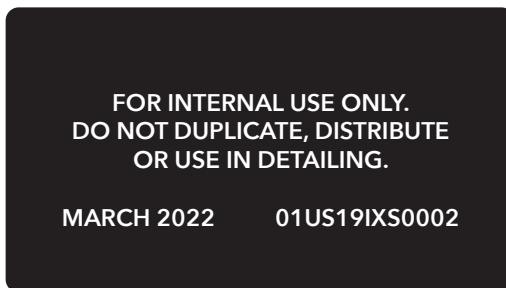 FOR INTERNAL USE ONLY.
DO NOT DUPLICATE, DISTRIBUTE
OR USE IN DETAILING.
MARCH 2022 01US19IXS0002